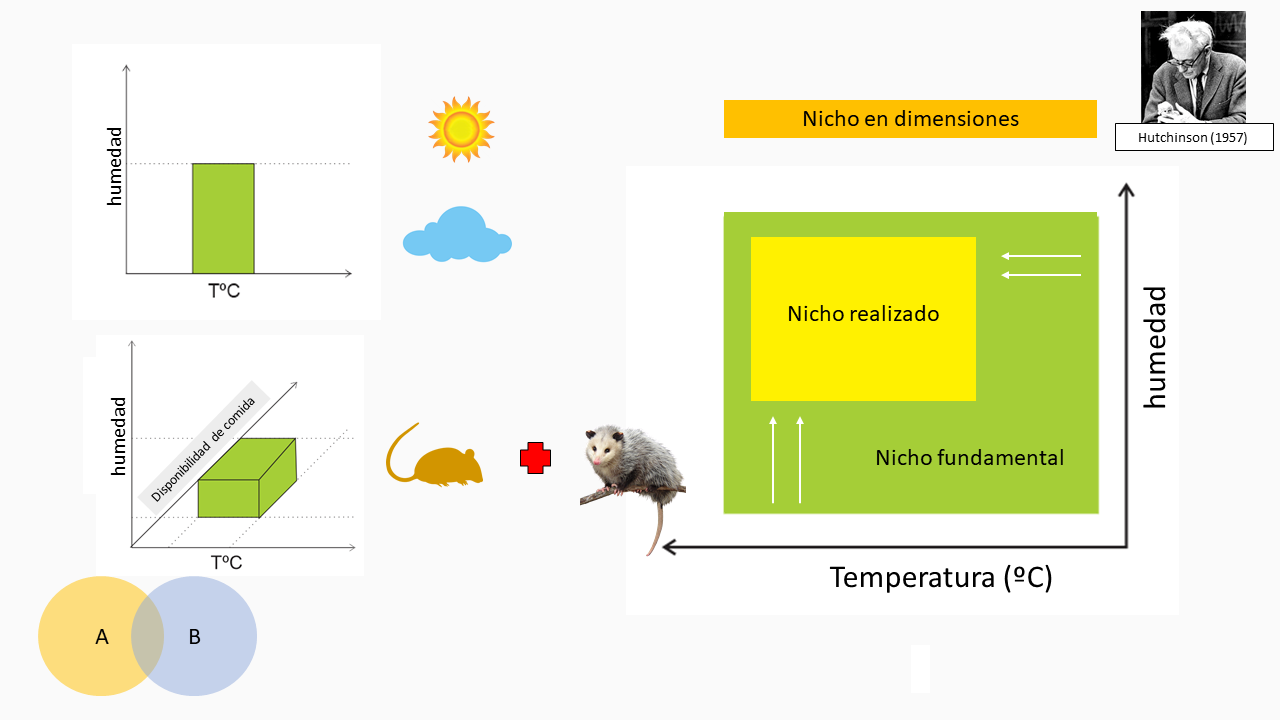 humedad
TºC
Nicho en dimensiones
Hutchinson (1957)
Nicho realizado
Nicho fundamental
humedad
Temperatura (ºC)
humedad
Disponibilidad de comida
TºC
A
B